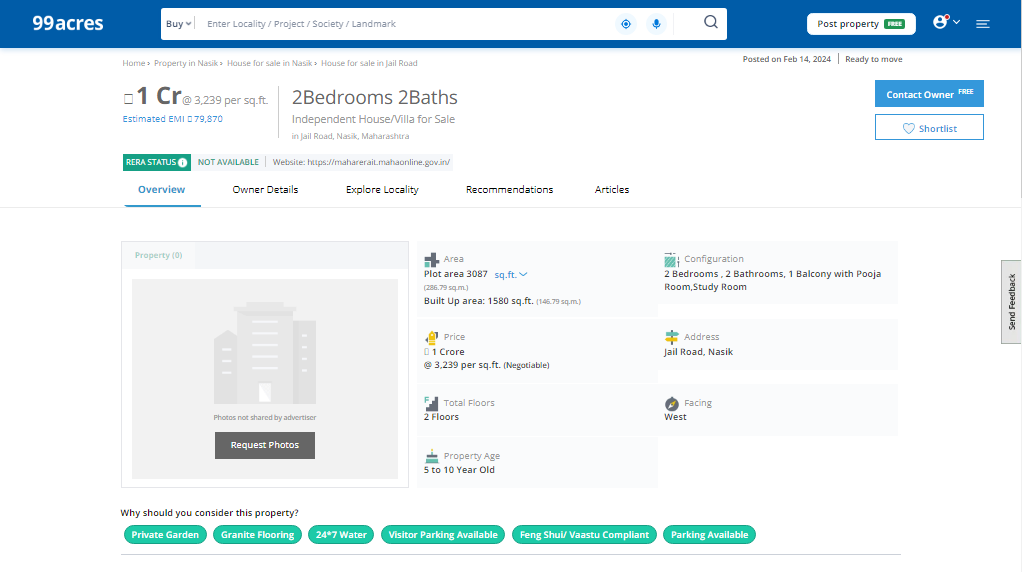 99acres
Buy
Enter Locality / Project / Society / Landmark
Post property FREE
Home › Property in Nasik › House for sale in Nasik › House for sale in Jail Road
Posted on Feb 14, 2024 | Ready to move
1 Cr @ 3,239 per sq.ft.
Estimated EMI 79,870
2Bedrooms 2Baths
Independent House/Villa for Sale
in Jail Road, Nasik, Maharashtra
Contact Owner FREE
Shortlist
RERA STATUS NOT AVAILABLE | Website: https://maharerait.mahaonline.gov.in/
Overview
Owner Details
Explore Locality
Recommendations
Articles
Property (0)
Photos not shared by advertiser
Request Photos
Area
Plot area 3087 sq.ft.
(286.79 sq.m.)
Built Up area: 1580 sq.ft. (146.79 sq.m.)
Configuration
2 Bedrooms , 2 Bathrooms, 1 Balcony with Pooja
Room,Study Room
Price
1 Crore
@ 3,239 per sq.ft. (Negotiable)
Address
Jail Road, Nasik
Total Floors
2 Floors
Facing
West
Property Age
5 to 10 Year Old
Send Feedback
Why should you consider this property?
Private Garden
Granite Flooring
24*7 Water
Visitor Parking Available
Feng Shui/ Vaastu Compliant
Parking Available